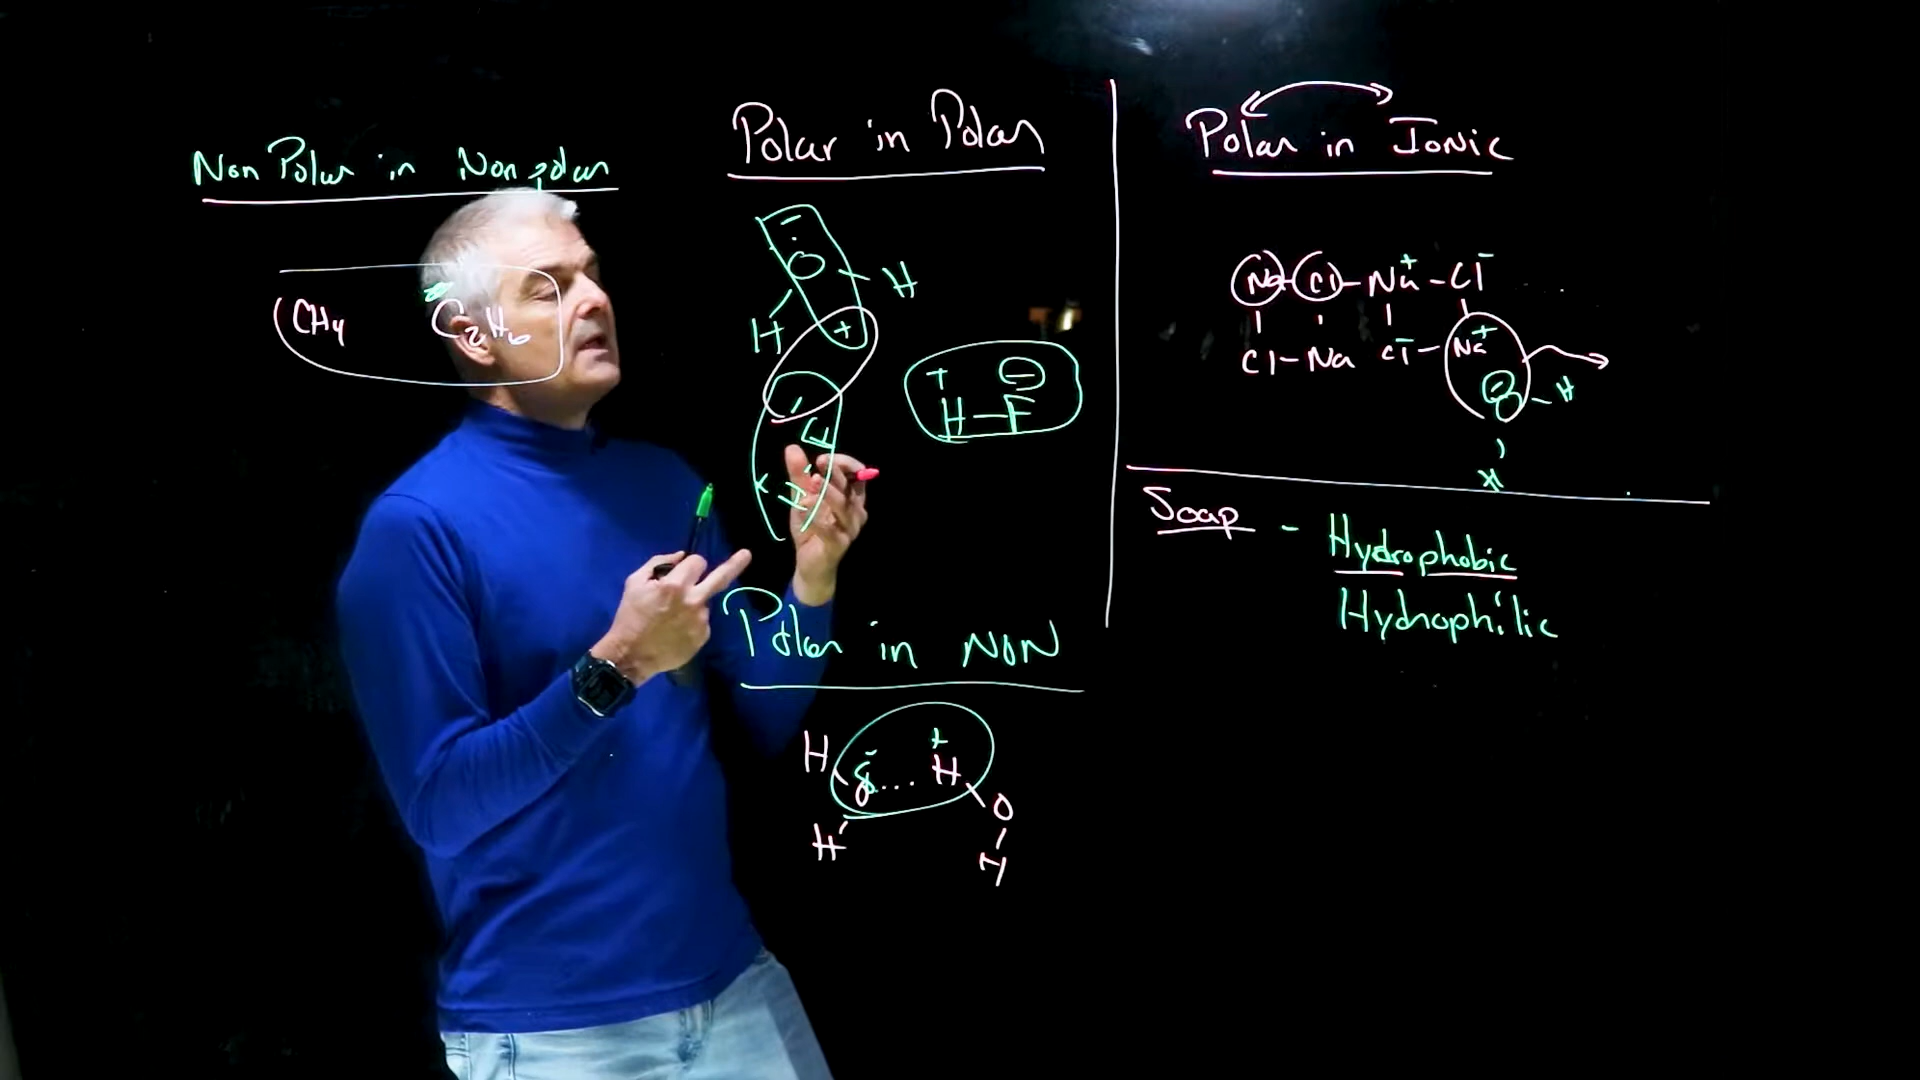 Non Polar in Nonpolar
CH4 C2H6
Polar in Polar
-
O H
H +
-
F
H
+ -
H-F
Polar in NON
H - +
O... H
H O
H
Polar in Ionic
Na-Cl-Na+-Cl-
Cl-Na Cl--Na+
O-H
H
Soap - Hydrophobic
Hydrophilic